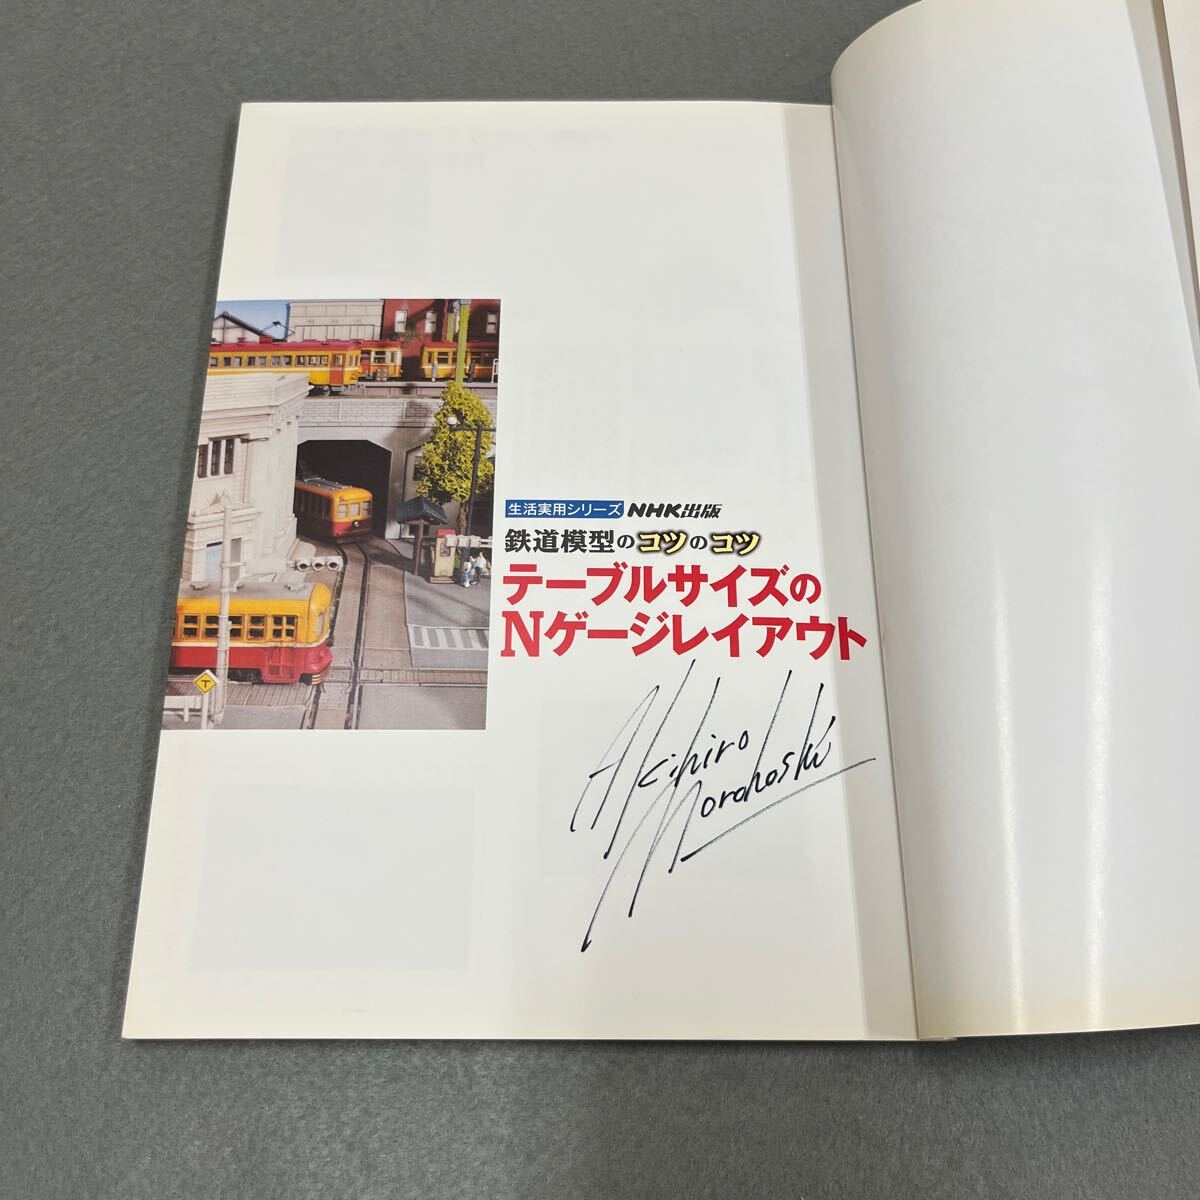 生活実用シリーズ NHK出版
鉄道模型のコツのコツ
テーブルサイズの
Nゲージレイアウト
Akihiro
Morohoshi